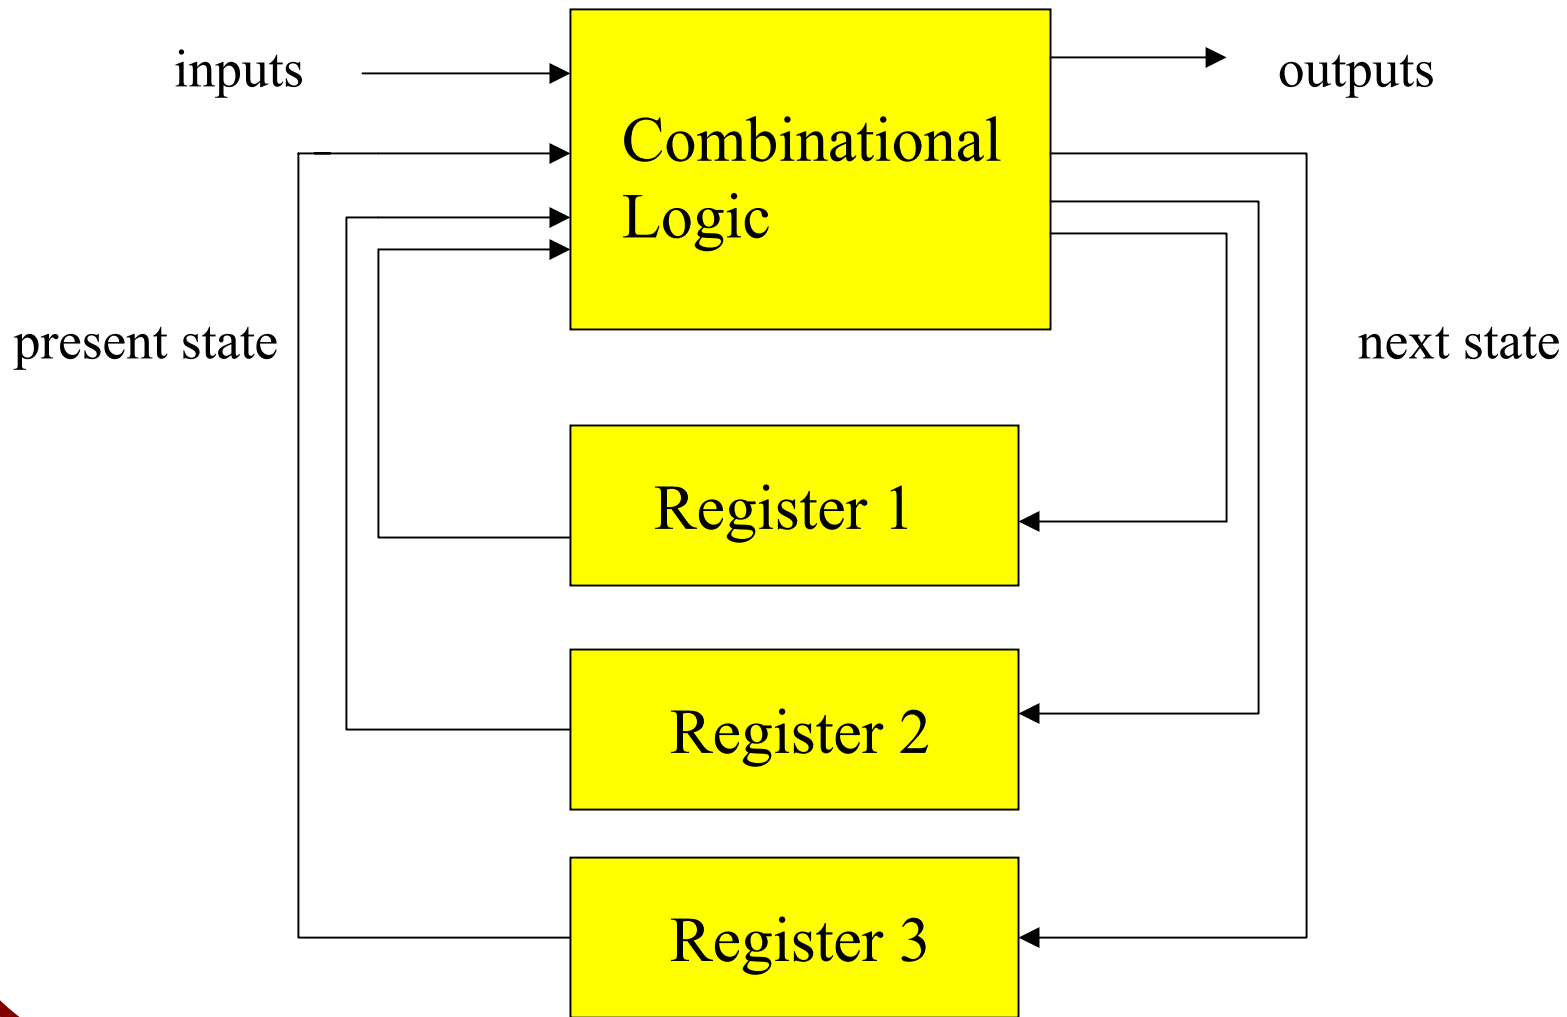 inputs
outputs
Combinational
Logic
present state
next state
Register 1
Register 2
Register 3